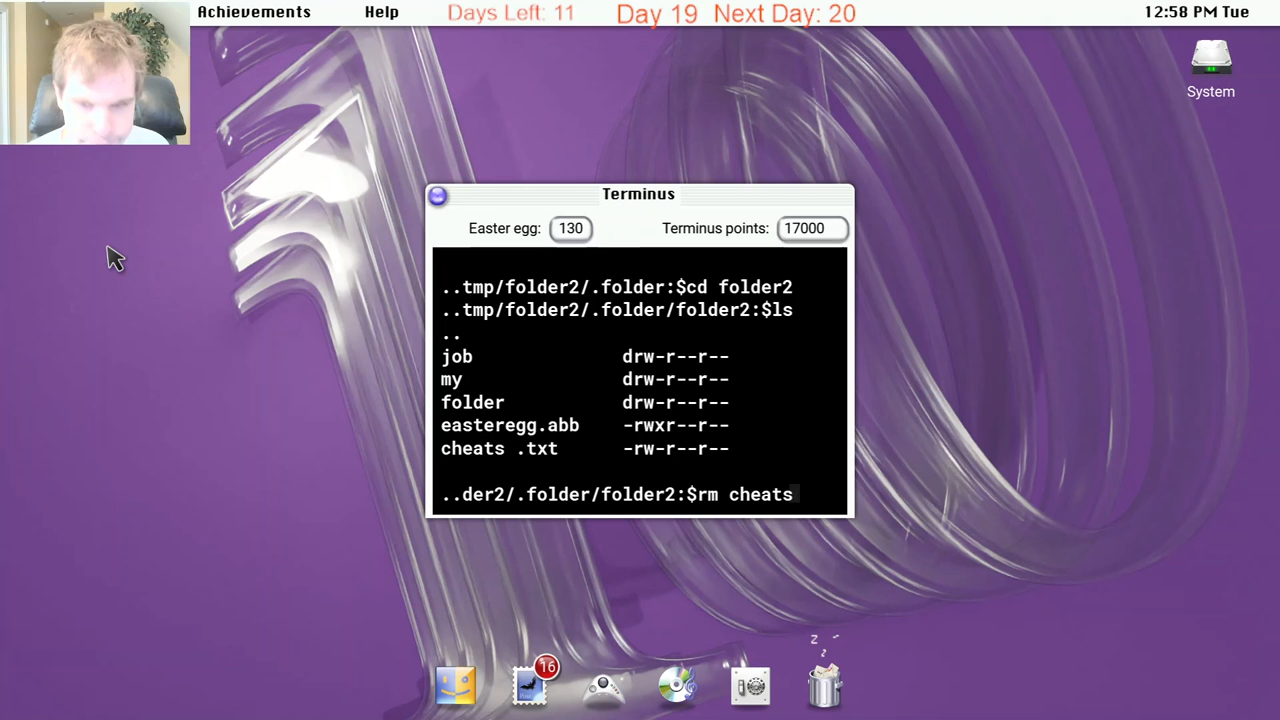 Achievements Help Days Left: 11 Day 19 Next Day: 20 12:58 PM Tue
System
Terminus
Easter egg: 130 Terminus points: 17000
..tmp/folder2/.folder:$cd folder2
..tmp/folder2/.folder/folder2:$ls
..
job drw-r--r--
my drw-r--r--
folder drw-r--r--
easteregg.abb -rwxr--r--
cheats .txt -rw-r--r--
..der2/.folder/folder2:$rm cheats
z
z
16